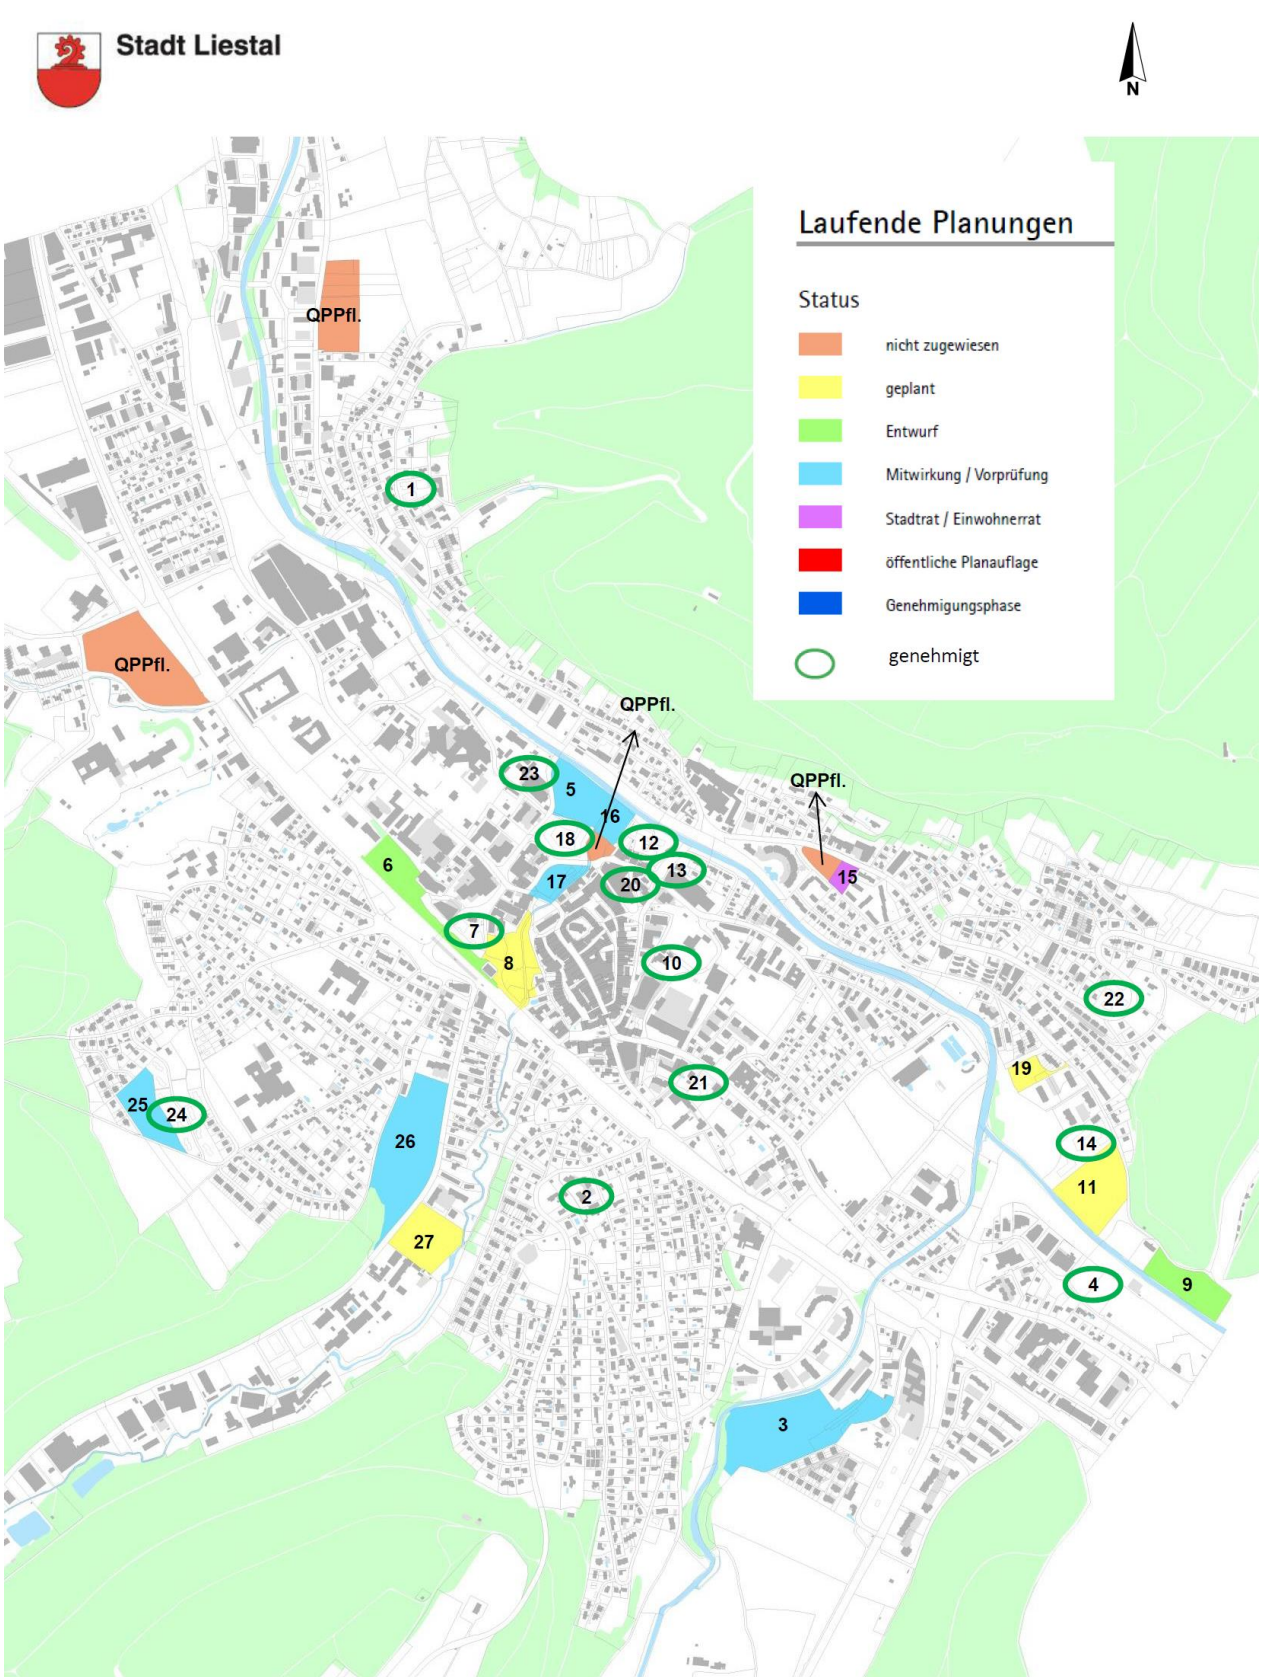 Stadt Liestal
N
Laufende Planungen
Status
nicht zugewiesen
geplant
Entwurf
Mitwirkung / Vorprüfung
Stadtrat / Einwohnerrat
öffentliche Planauflage
Genehmigungsphase
genehmigt
QPPfl.
1
QPPfl.
QPPfl.
QPPfl.
23
5
16
18
12
6
17
20
13
15
7
8
10
22
19
21
25
24
26
14
11
2
27
4
9
3